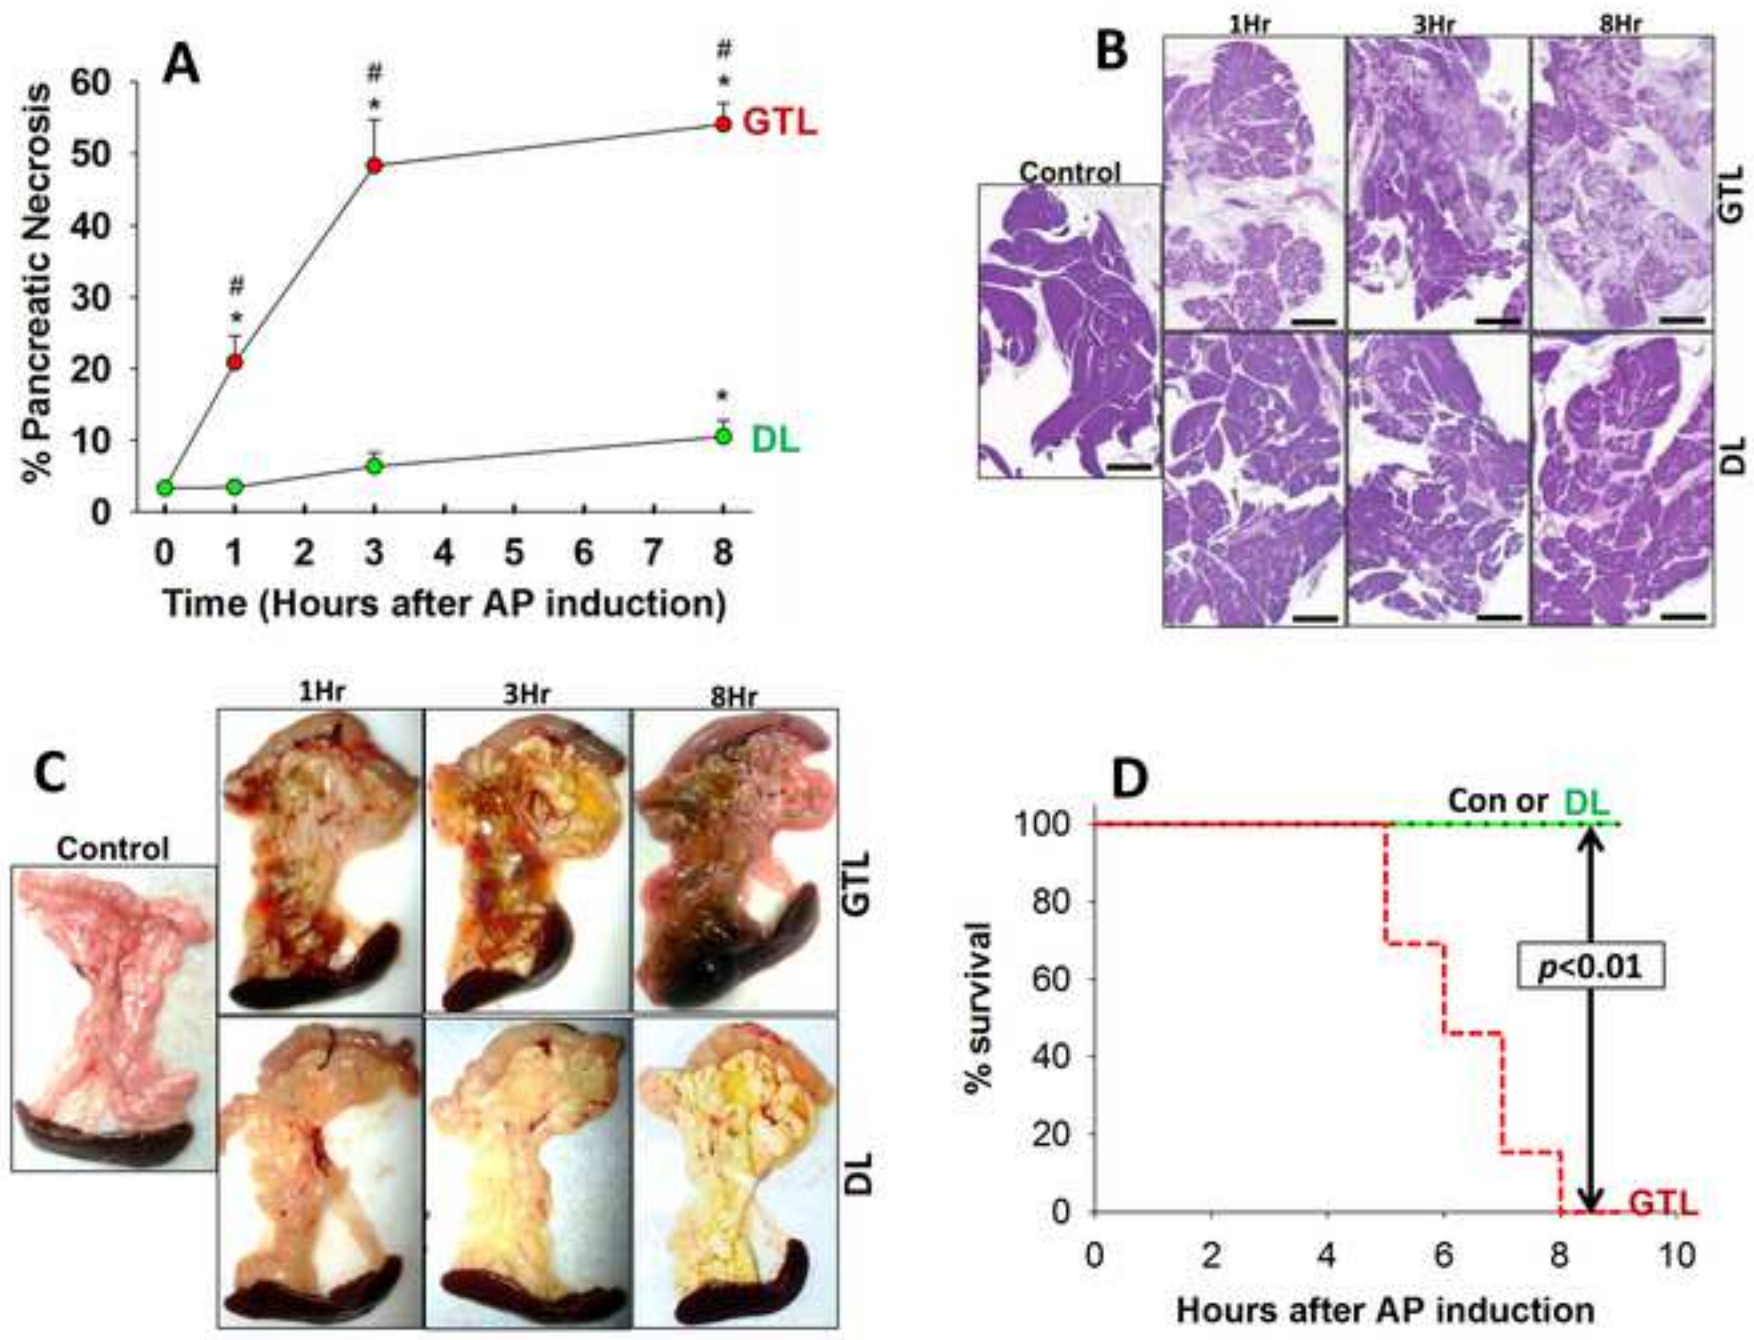 A
% Pancreatic Necrosis
60
50
40
30
20
10
0
#
*
#
*
#
*
GTL
*
DL
0 1 2 3 4 5 6 7 8
Time (Hours after AP induction)
B
1Hr 3Hr 8Hr
Control
GTL
DL
C
1Hr 3Hr 8Hr
Control
GTL
DL
D
Con or DL
% survival
100
80
60
40
20
0
p<0.01
GTL
0 2 4 6 8 10
Hours after AP induction